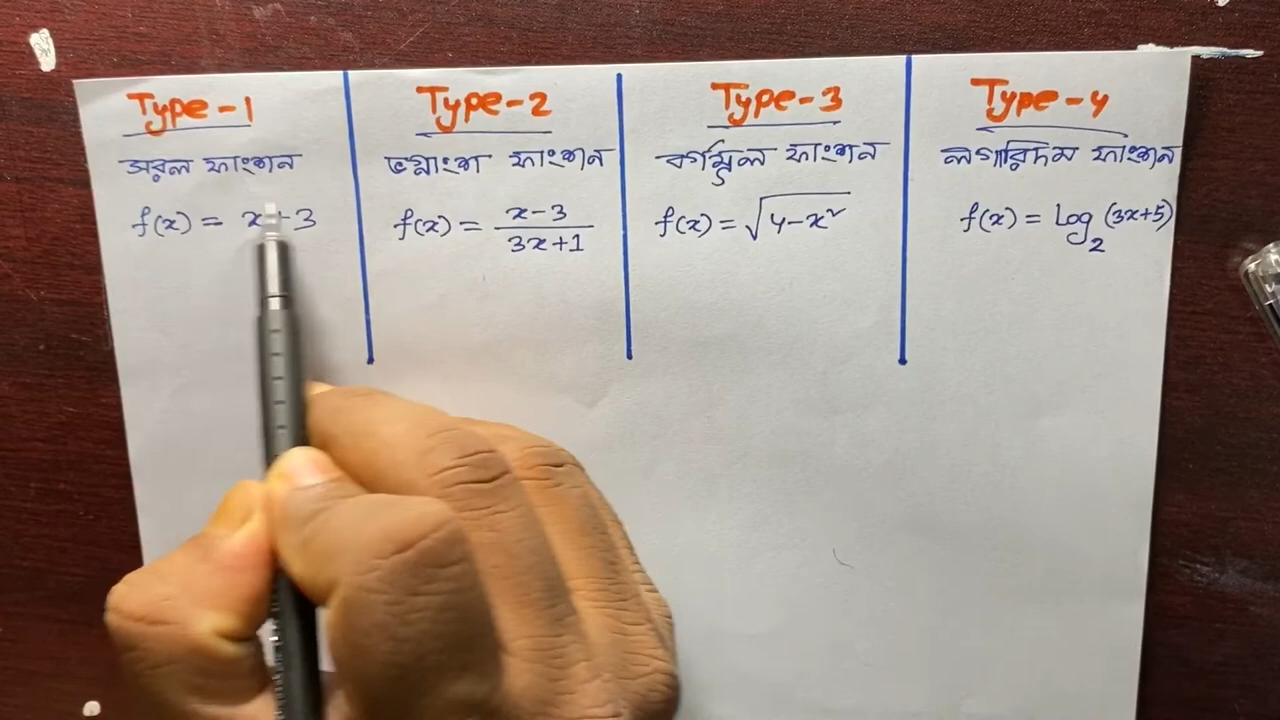 Type-1
সরল ফাংশন
f(x) = x+3
Type-2
ভগ্নাংশ ফাংশন
f(x) = \frac{x-3}{3x+1}
Type-3
বর্গমূল ফাংশন
f(x) = √(4-x²)
Type-4
লগারিদম ফাংশন
f(x) = Log₂(3x+5)